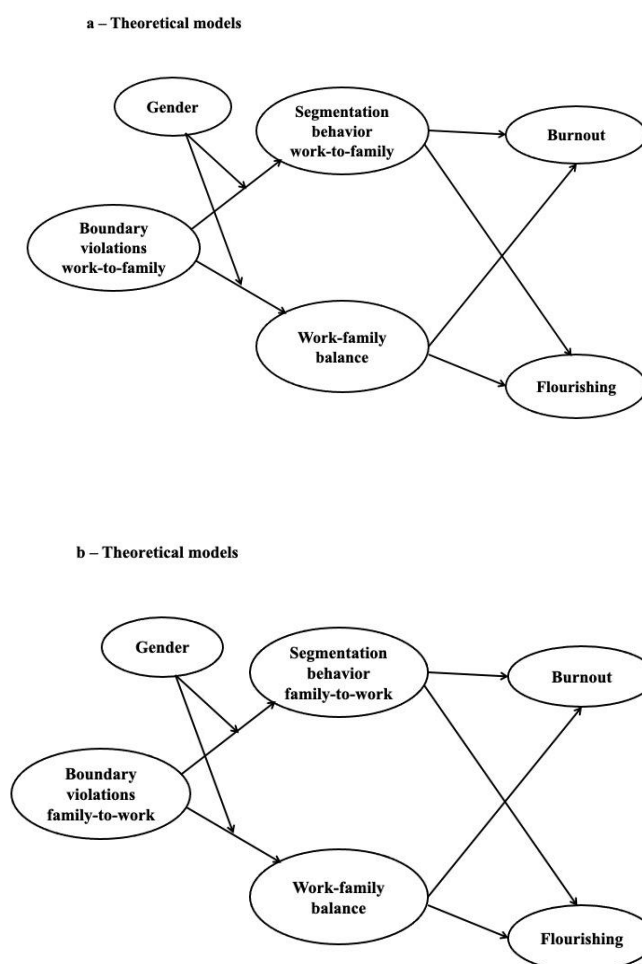 a – Theoretical models
Gender
Segmentation
behavior
work-to-family
Burnout
Boundary
violations
work-to-family
Work-family
balance
Flourishing
b – Theoretical models
Gender
Segmentation
behavior
family-to-work
Burnout
Boundary
violations
family-to-work
Work-family
balance
Flourishing